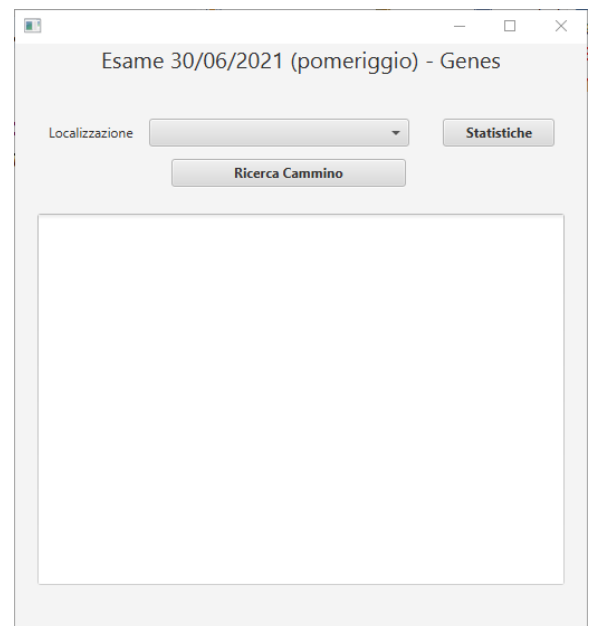 Esame 30/06/2021 (pomeriggio) - Genes
Localizzazione
Statistiche
Ricerca Cammino